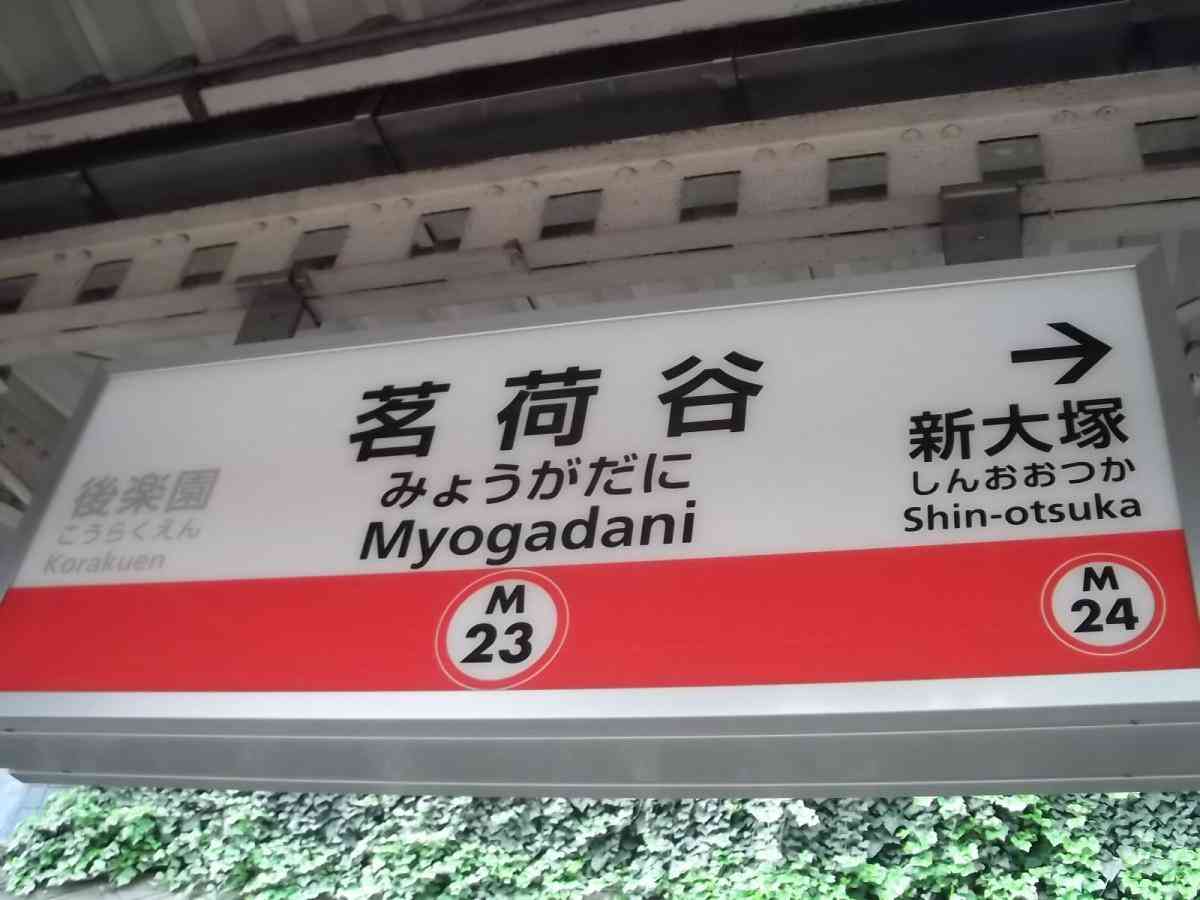 後楽園
こうらくえん
Korakuen
茗荷谷
みょうがだに
Myogadani
M
23
→
新大塚
しんおおつか
Shin-otsuka
M
24